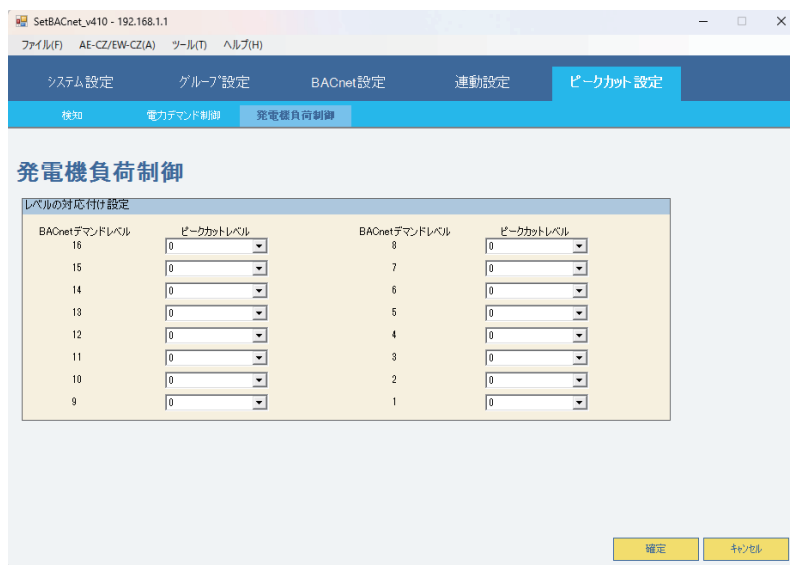 SetBACnet_v410 - 192.168.1.1
ファイル(F) AE-CZ/EW-CZ(A) ツール(T) ヘルプ(H)
システム設定 グループ設定 BACnet設定 連動設定 ピークカット設定
検知 電力デマンド制御 発電機負荷制御
発電機負荷制御
レベルの対応付け設定
BACnetデマンドレベル ピークカットレベル BACnetデマンドレベル ピークカットレベル
16 0 8 0
15 0 7 0
14 0 6 0
13 0 5 0
12 0 4 0
11 0 3 0
10 0 2 0
9 0 1 0
確定 キャンセル